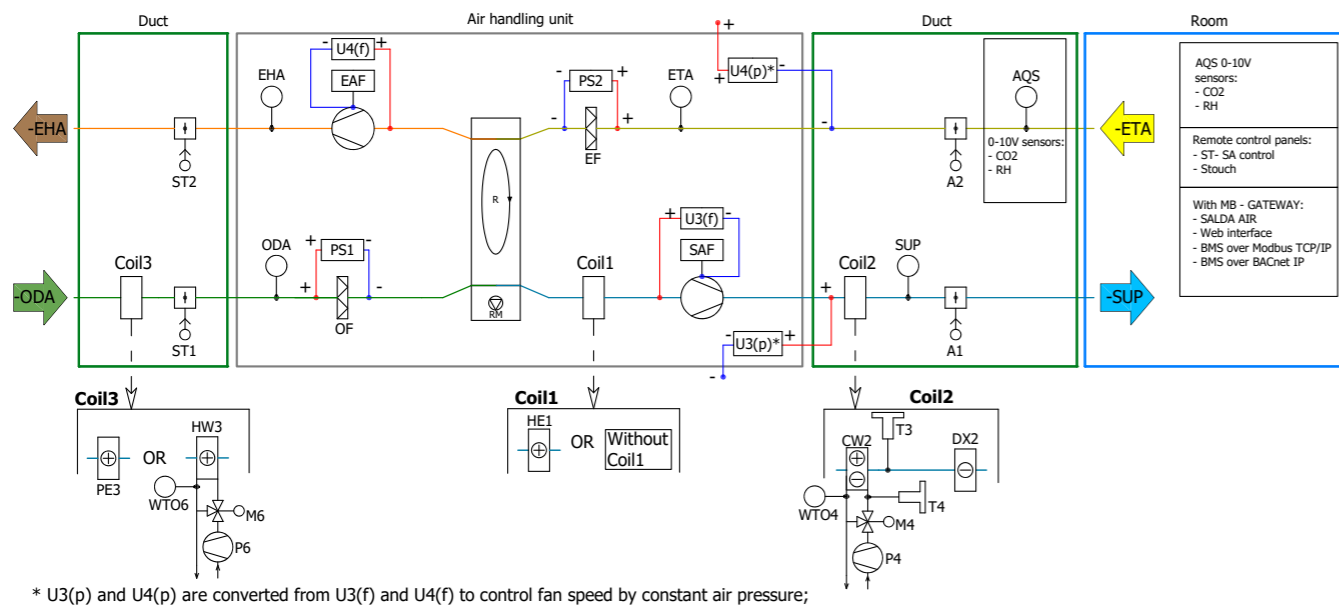 Duct
Air handling unit
Duct
Room
+
- U4(f) +
U4(p)*
+
-
EHA
EAF
- PS2 +
ETA
AQS
-EHA
-
+
EF
-
-ETA
ST2
R
A2
0-10V sensors:
- CO2
- RH
AQS 0-10V
sensors:
- CO2
- RH
Remote control panels:
- ST- SA control
- Stouch
With MB - GATEWAY:
- SALDA AIR
- Web interface
- BMS over Modbus TCP/IP
- BMS over BACnet IP
+ U3(f) -
ODA
+ PS1 -
SAF
SUP
Coil3
Coil1
Coil2
-ODA
+
-
+
-SUP
OF
RM
ST1
- U3(p)* +
A1
-
Coil3
HW3
OR
PE3
WTO6
M6
P6
Coil1
HE1
OR
Without
Coil1
Coil2
T3
CW2
DX2
WTO4
T4
M4
P4
* U3(p) and U4(p) are converted from U3(f) and U4(f) to control fan speed by constant air pressure;